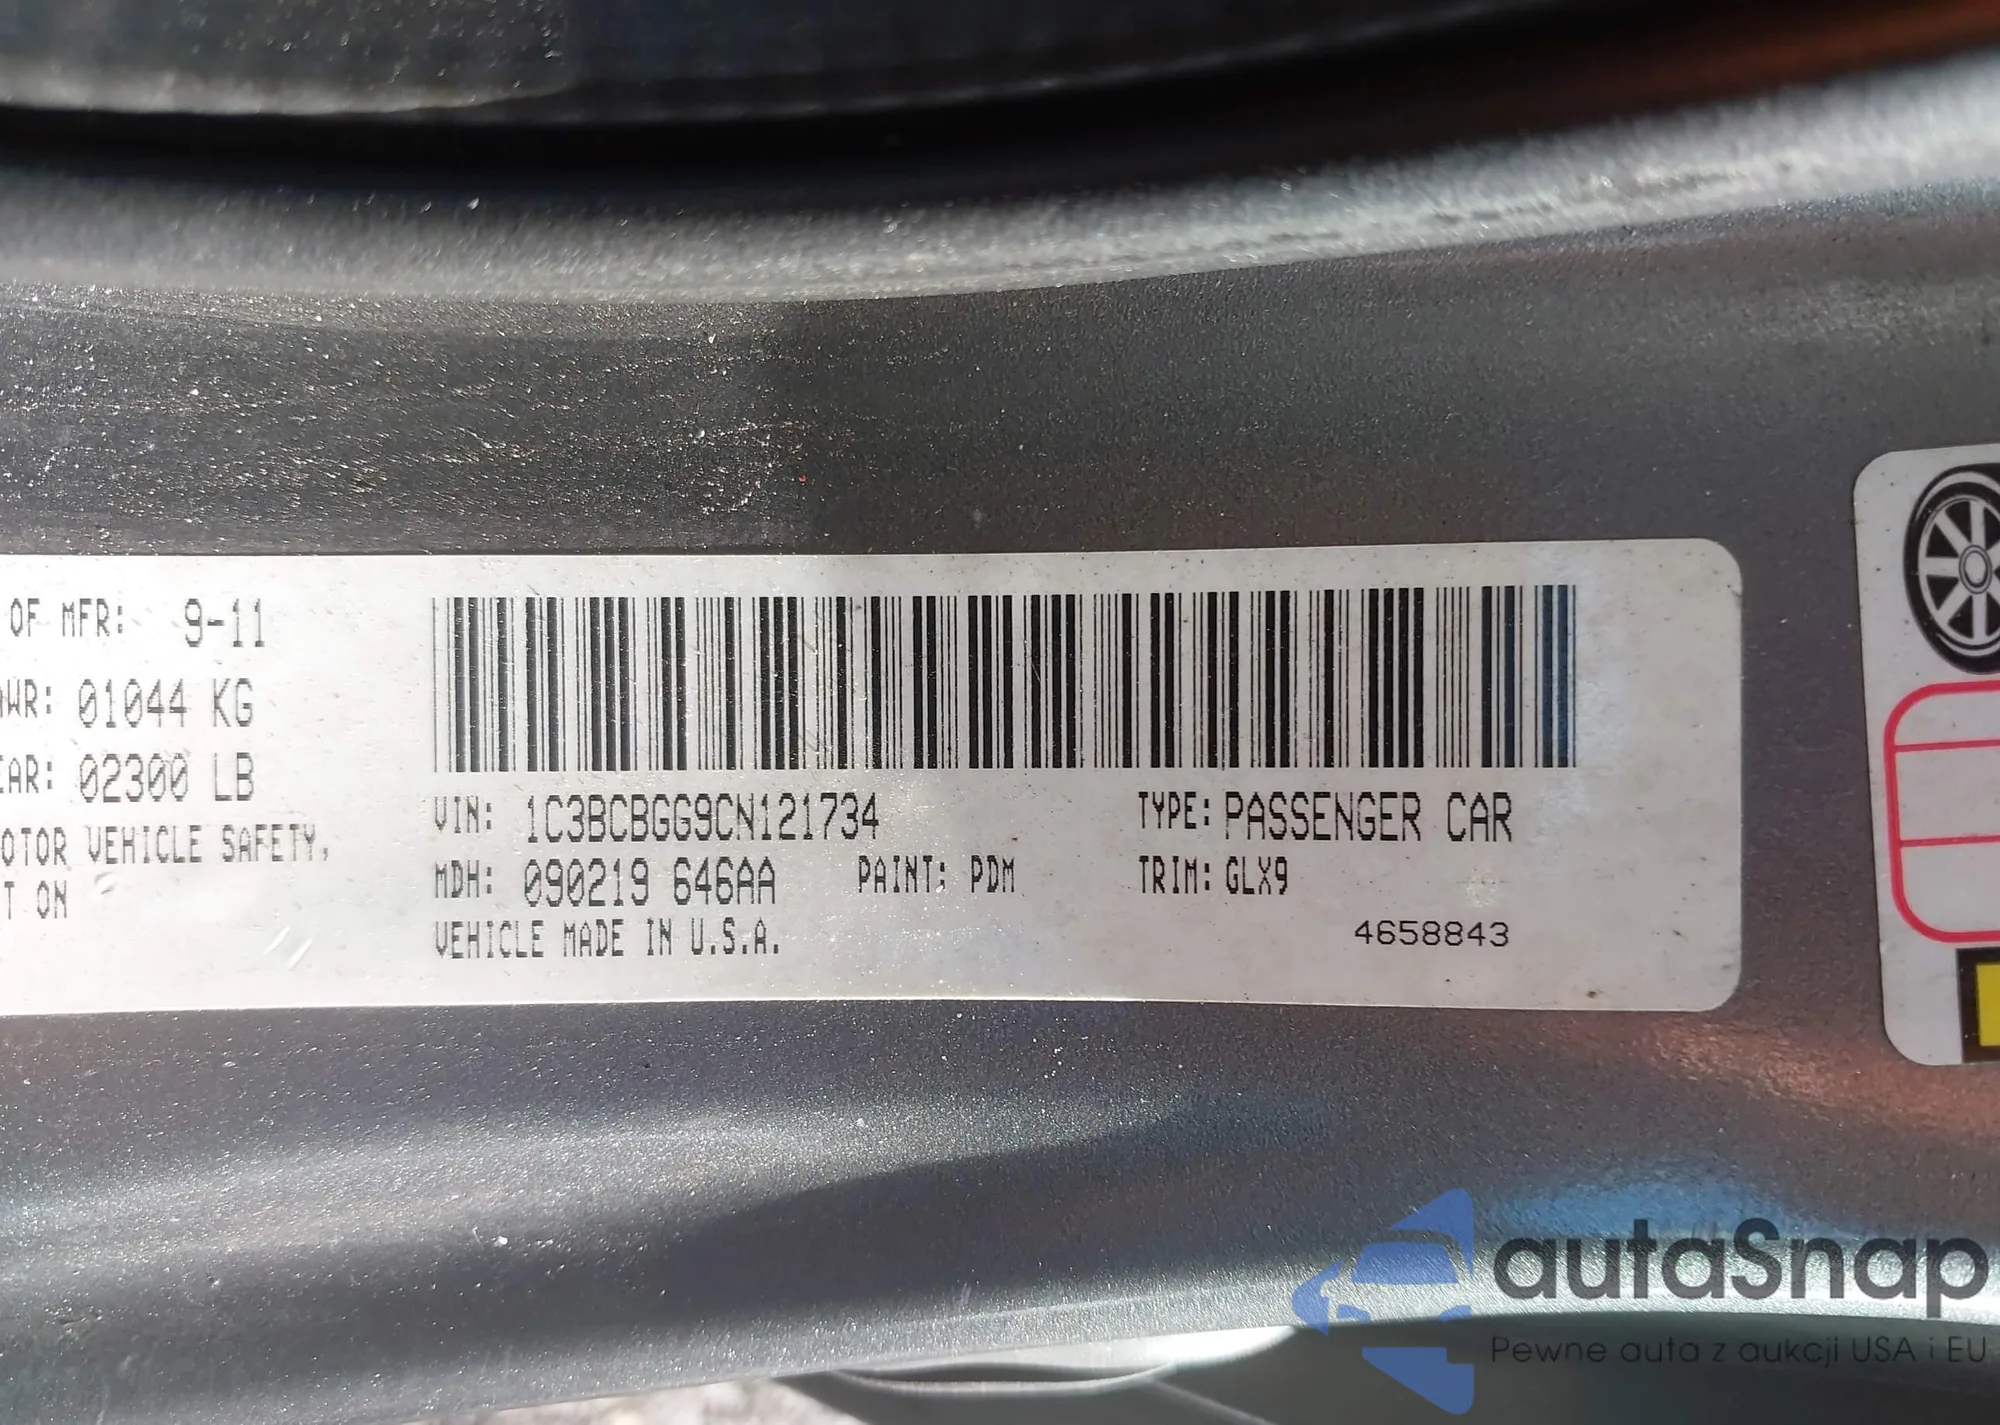 OF MFR: 9-11
WR: 01044 KG
CAR: 02300 LB
OTOR VEHICLE SAFETY,
T ON
VIN: 1C3BCBGG9CN121734
TYPE: PASSENGER CAR
MDH: 090219 646AA
PAINT: PDM
TRIM: GLX9
VEHICLE MADE IN U.S.A.
4658843
autaSnap
Pewne auta z aukcji USA i EU